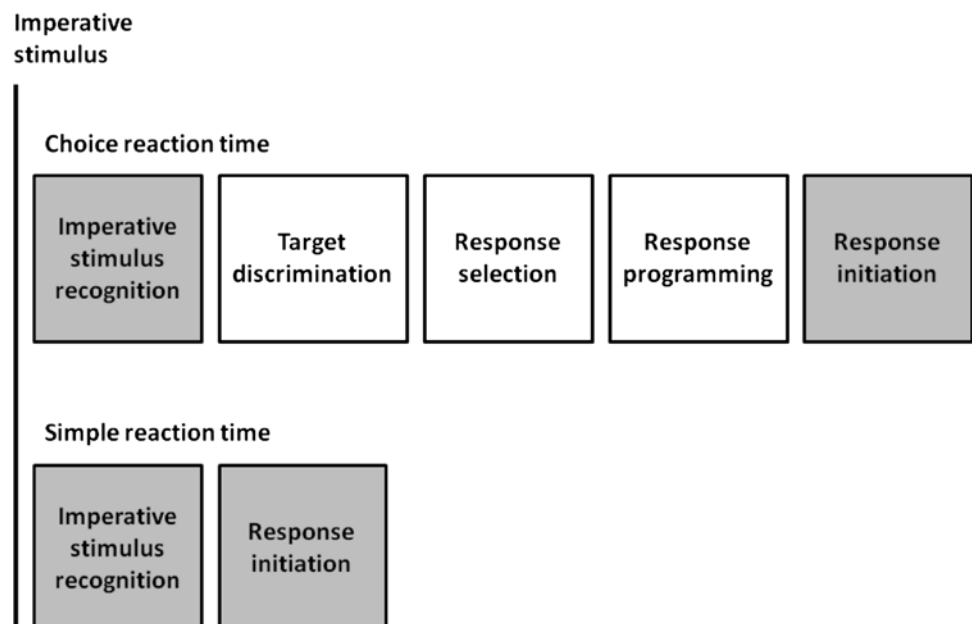 Imperative
stimulus
Choice reaction time
Imperative
stimulus
recognition
Target
discrimination
Response
selection
Response
programming
Response
initiation
Simple reaction time
Imperative
stimulus
recognition
Response
initiation